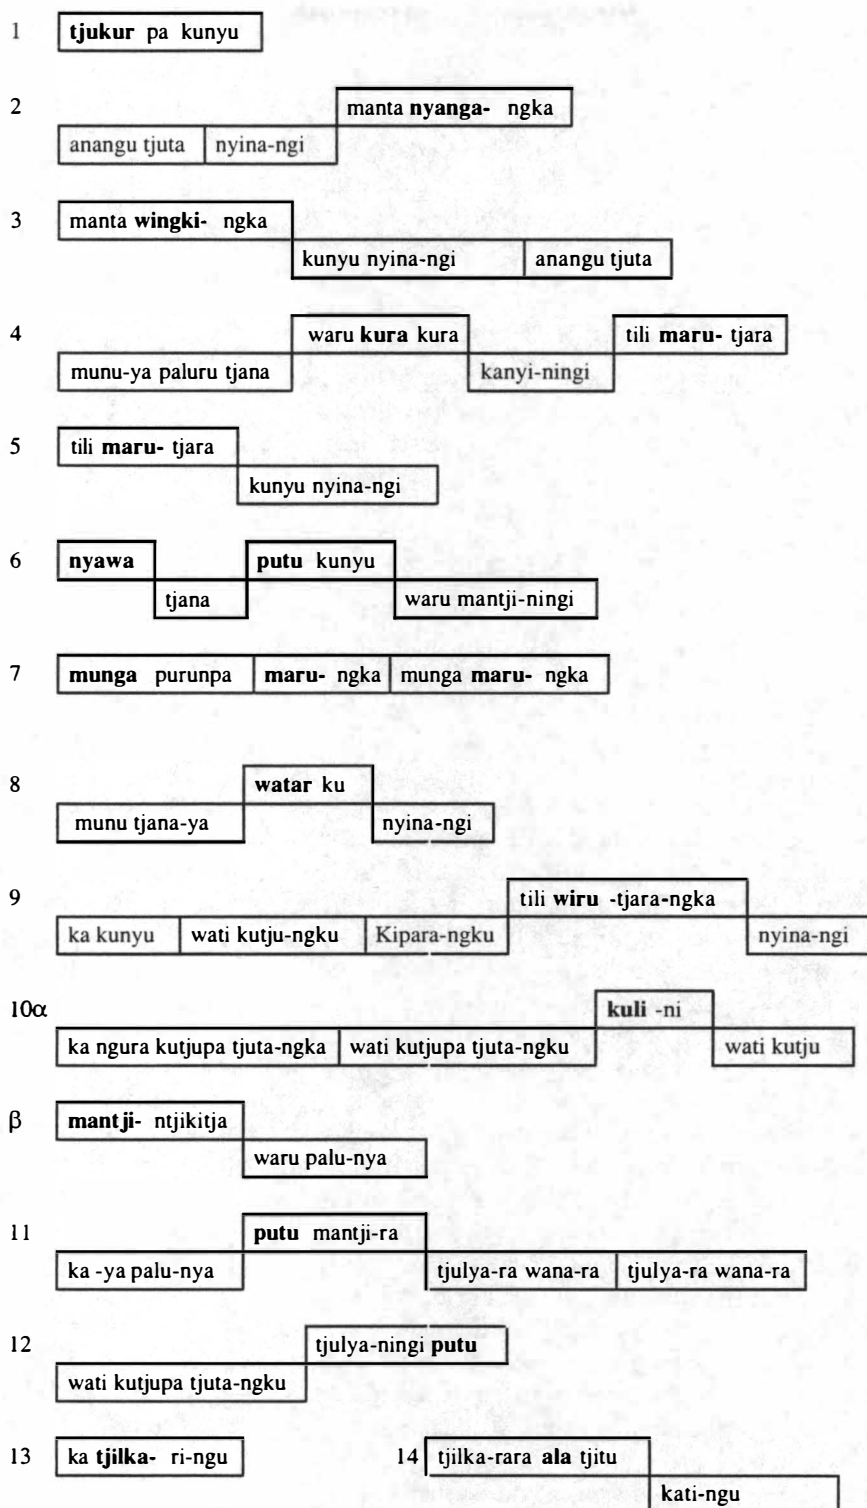 1 tjukur pa kunyu
2 manta nyanga- ngka
anangu tjuta nyina-ngi
3 manta wingki- ngka
kunyu nyina-ngi anangu tjuta
4 waru kura kura tili maru- tjara
munu-ya paluru tjana kanyi-ningi
5 tili maru- tjara
kunyu nyina-ngi
6 nyawa putu kunyu
tjana waru mantji-ningi
7 munga purunpa maru- ngka munga maru- ngka
8 watar ku
munu tjana-ya nyina-ngi
9 tili wiru -tjara-ngka
ka kunyu wati kutju-ngku Kipara-ngku nyina-ngi
10α kuli -ni
ka ngura kutjupa tjuta-ngka wati kutjupa tjuta-ngku wati kutju
β mantji- ntjikitja
waru palu-nya
11 putu mantji-ra
ka -ya palu-nya tjulya-ra wana-ra tjulya-ra wana-ra
12 tjulya-ningi putu
wati kutjupa tjuta-ngku
13 ka tjilka- ri-ngu 14 tjilka-rara ala tjitu
kati-ngu